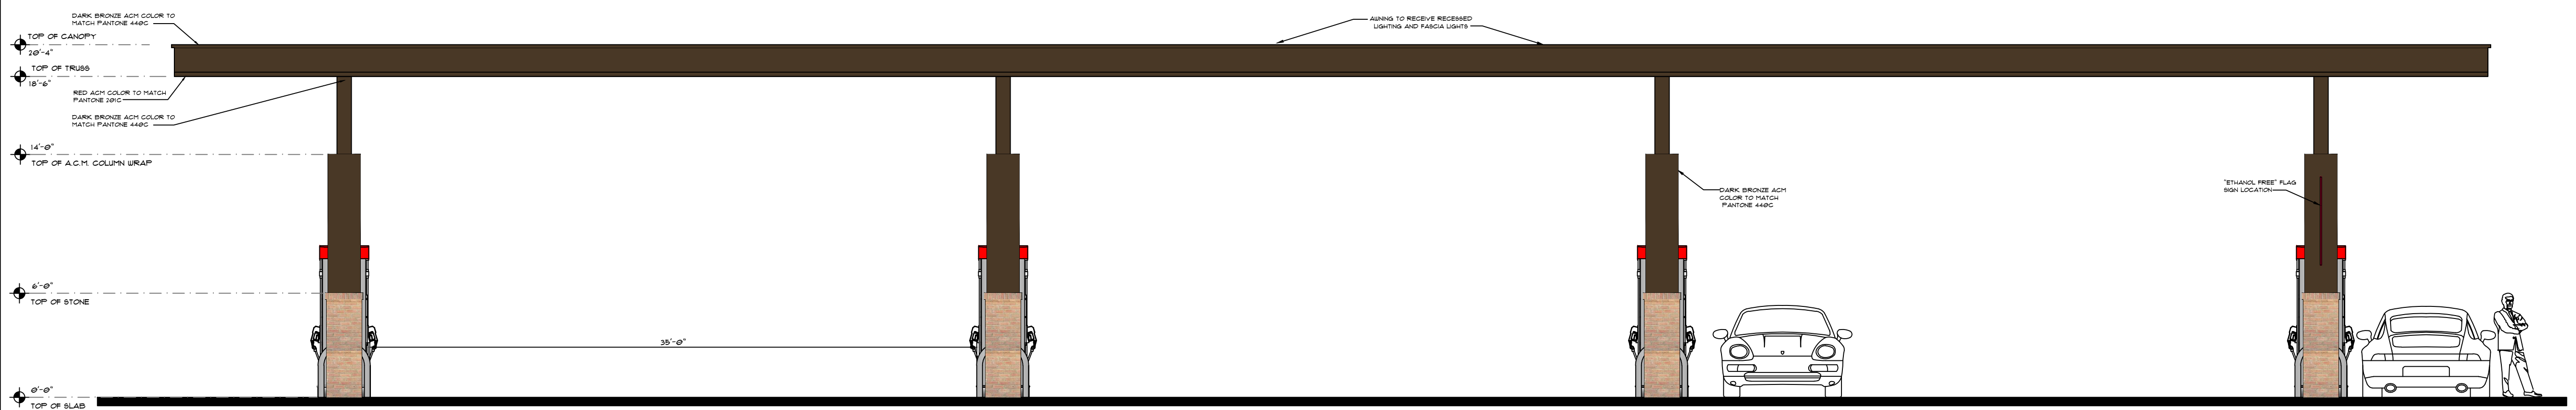 DARK BRONZE ACM COLOR TO
MATCH PANTONE 440C
TOP OF CANOPY
20'-4"
TOP OF TRUSS
18'-6"
RED ACM COLOR TO MATCH
PANTONE 201C
DARK BRONZE ACM COLOR TO
MATCH PANTONE 440C
14'-0"
TOP OF A.C.M. COLUMN WRAP
6'-0"
TOP OF STONE
0'-0"
TOP OF SLAB
35'-0"
AWNING TO RECEIVE RECESSED
LIGHTING AND FASCIA LIGHTS
DARK BRONZE ACM
COLOR TO MATCH
PANTONE 440C
"ETHANOL FREE" FLAG
SIGN LOCATION